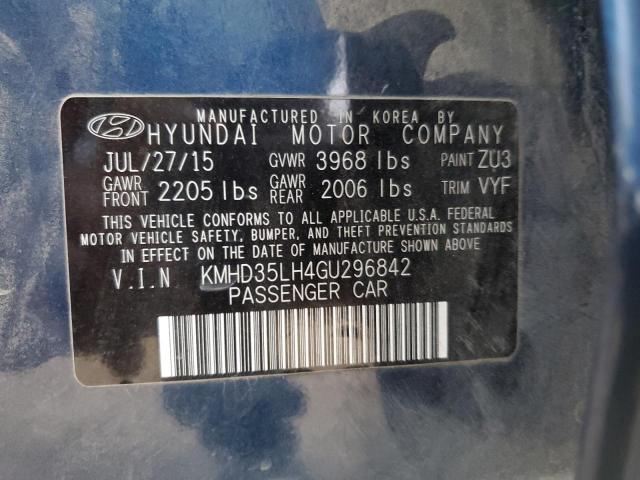 MANUFACTURED IN KOREA BY
HYUNDAI MOTOR COMPANY
JUL/27/15 GVWR 3968 lbs PAINT ZU3
GAWR FRONT 2205 lbs GAWR REAR 2006 lbs TRIM VYF
THIS VEHICLE CONFORMS TO ALL APPLICABLE U.S.A. FEDERAL
MOTOR VEHICLE SAFETY, BUMPER, AND THEFT PREVENTION STANDARDS
IN EFFECT ON THE DATE OF MANUFACTURE SHOWN ABOVE
V.I.N KMHD35LH4GU296842
PASSENGER CAR